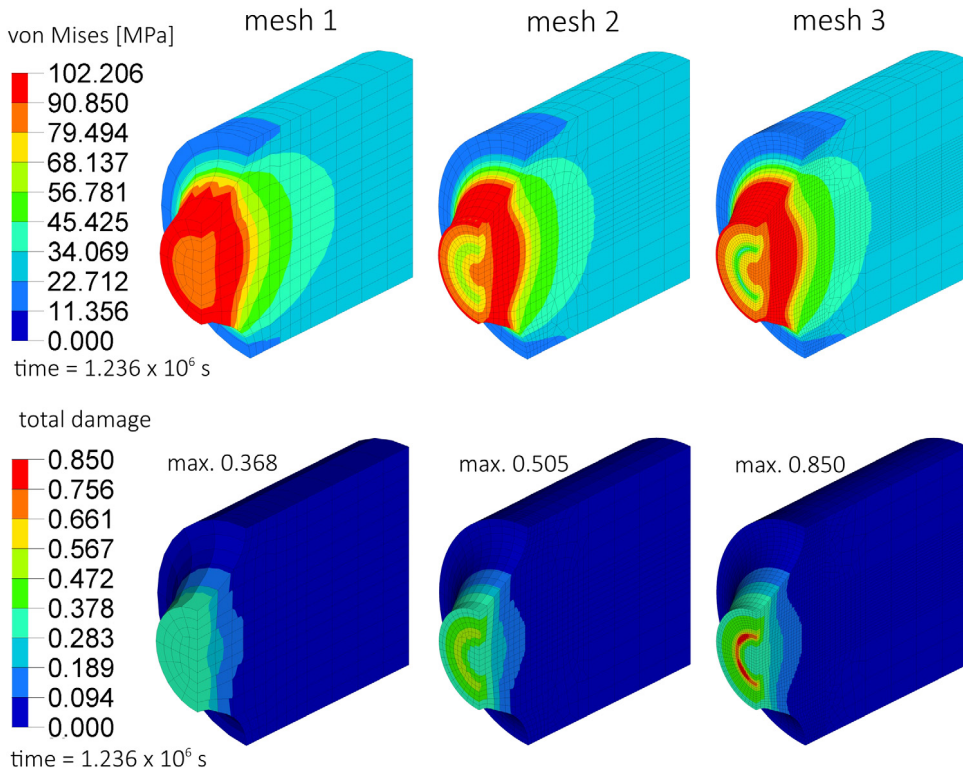 mesh 1 mesh 2 mesh 3
von Mises [MPa]
102.206
90.850
79.494
68.137
56.781
45.425
34.069
22.712
11.356
0.000
time = 1.236 x 10⁶ s
total damage
0.850
0.756
0.661
0.567
0.472
0.378
0.283
0.189
0.094
0.000
time = 1.236 x 10⁶ s
max. 0.368
max. 0.505
max. 0.850